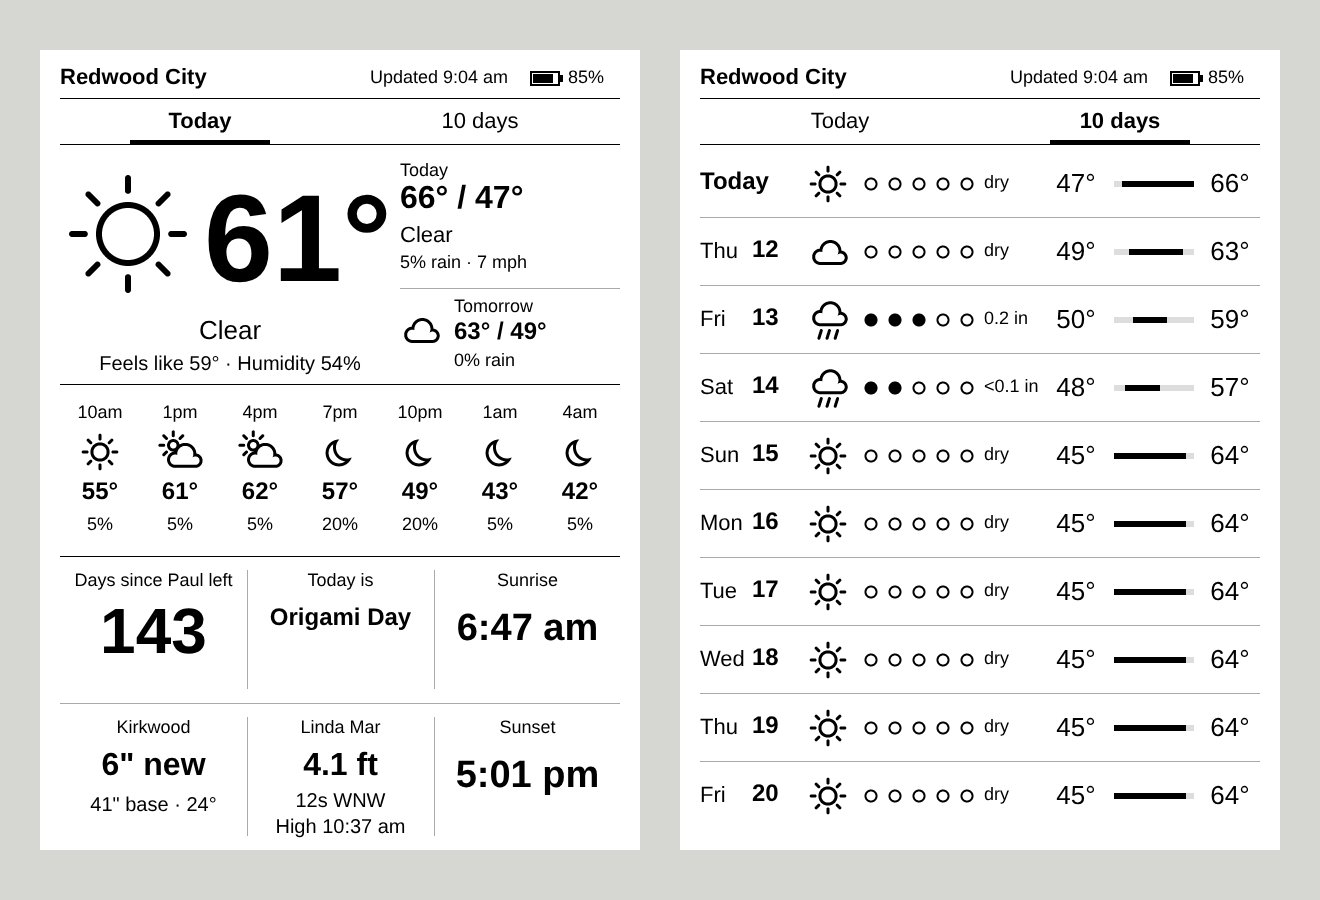 Redwood City Updated 9:04 am 85%
Today 10 days
61°
Clear
Feels like 59° · Humidity 54%
Today
66° / 47°
Clear
5% rain · 7 mph
Tomorrow
63° / 49°
0% rain
10am 1pm 4pm 7pm 10pm 1am 4am
55° 61° 62° 57° 49° 43° 42°
5% 5% 5% 20% 20% 5% 5%
Days since Paul left
143
Today is
Origami Day
Sunrise
6:47 am
Kirkwood
6" new
41" base · 24°
Linda Mar
4.1 ft
12s WNW
High 10:37 am
Sunset
5:01 pm
Redwood City Updated 9:04 am 85%
Today 10 days
Today dry 47° 66°
Thu 12 dry 49° 63°
Fri 13 0.2 in 50° 59°
Sat 14 <0.1 in 48° 57°
Sun 15 dry 45° 64°
Mon 16 dry 45° 64°
Tue 17 dry 45° 64°
Wed 18 dry 45° 64°
Thu 19 dry 45° 64°
Fri 20 dry 45° 64°